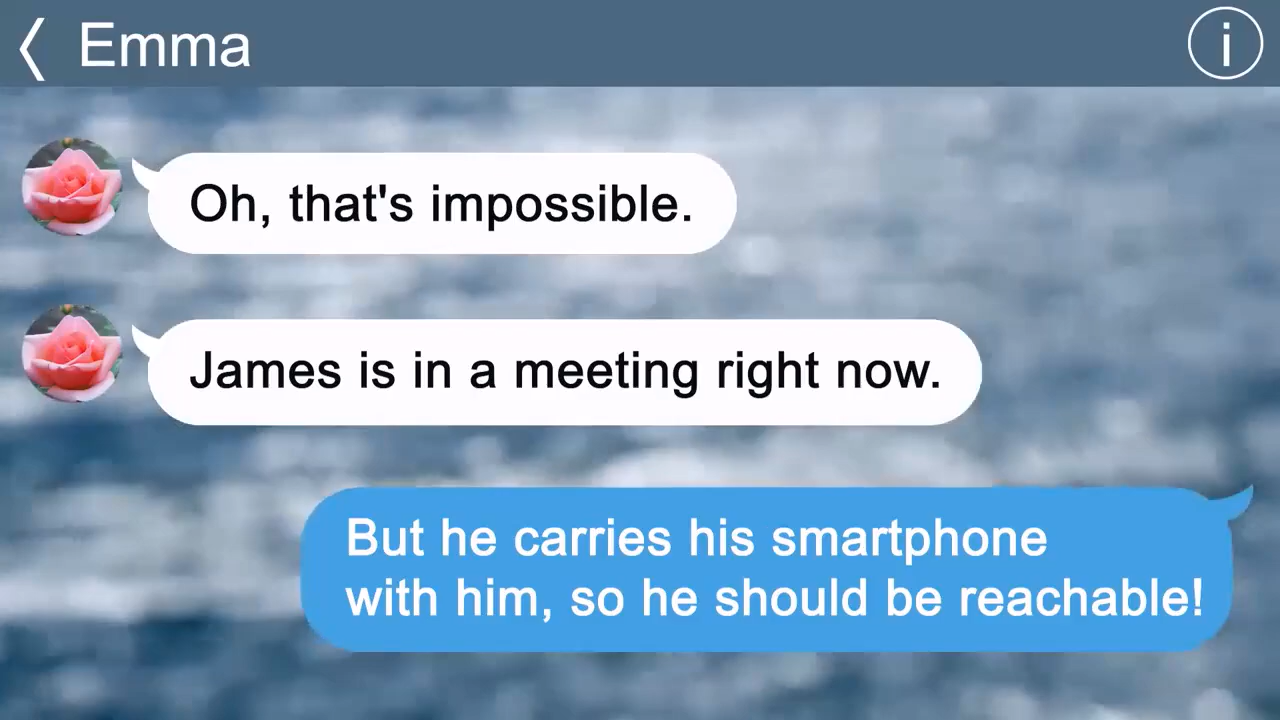 Emma
Oh, that's impossible.
James is in a meeting right now.
But he carries his smartphone
with him, so he should be reachable!